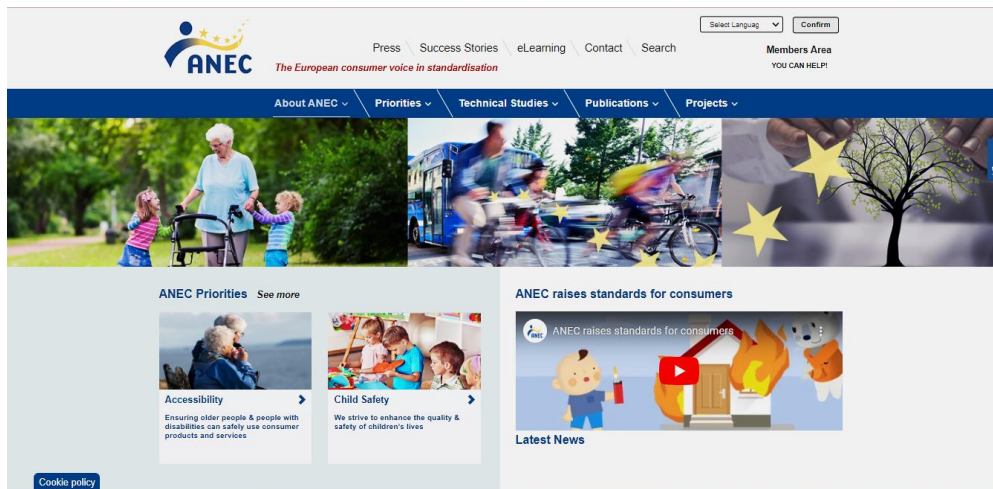 Select Languag
Confirm
ANEC
Press
Success Stories
eLearning
Contact
Search
Members Area
The European consumer voice in standardisation
YOU CAN HELP!
About ANEC
Priorities
Technical Studies
Publications
Projects
ANEC Priorities See more
Accessibility
Ensuring older people & people with
disabilities can safely use consumer
products and services
Child Safety
We strive to enhance the quality &
safety of children's lives
ANEC raises standards for consumers
ANEC
ANEC raises standards for consumers
Latest News
Cookie policy